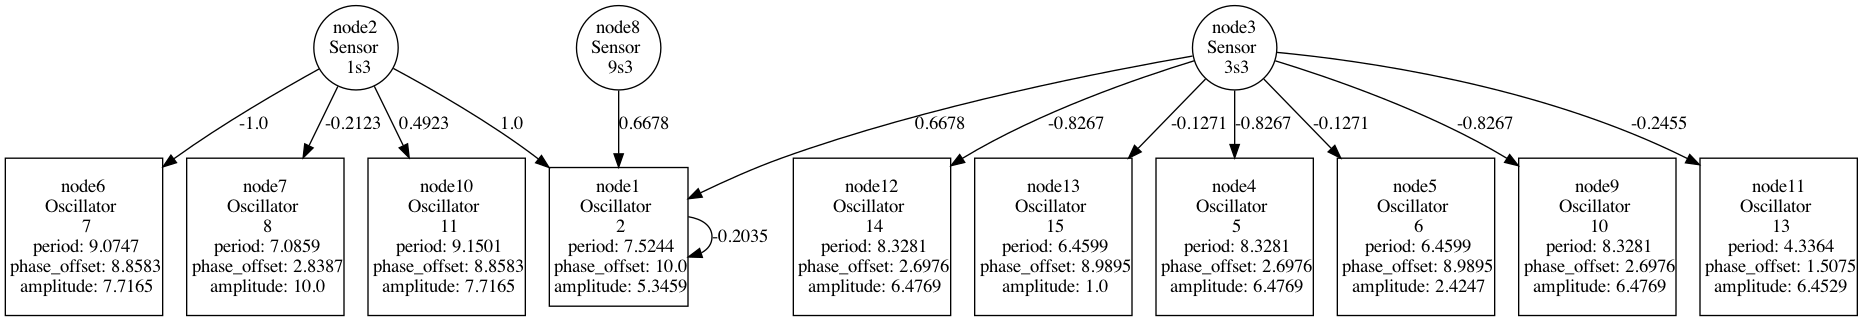 node2
Sensor
1s3
node8
Sensor
9s3
node3
Sensor
3s3
-1.0
-0.2123
0.4923
1.0
0.6678
0.6678
-0.8267
-0.1271
-0.8267
-0.1271
-0.8267
-0.2455
node6
Oscillator
7
period: 9.0747
phase_offset: 8.8583
amplitude: 7.7165
node7
Oscillator
8
period: 7.0859
phase_offset: 2.8387
amplitude: 10.0
node10
Oscillator
11
period: 9.1501
phase_offset: 8.8583
amplitude: 7.7165
node1
Oscillator
2
period: 7.5244
phase_offset: 10.0
amplitude: 5.3459
-0.2035
node12
Oscillator
14
period: 8.3281
phase_offset: 2.6976
amplitude: 6.4769
node13
Oscillator
15
period: 6.4599
phase_offset: 8.9895
amplitude: 1.0
node4
Oscillator
5
period: 8.3281
phase_offset: 2.6976
amplitude: 6.4769
node5
Oscillator
6
period: 6.4599
phase_offset: 8.9895
amplitude: 2.4247
node9
Oscillator
10
period: 8.3281
phase_offset: 2.6976
amplitude: 6.4769
node11
Oscillator
13
period: 4.3364
phase_offset: 1.5075
amplitude: 6.4529